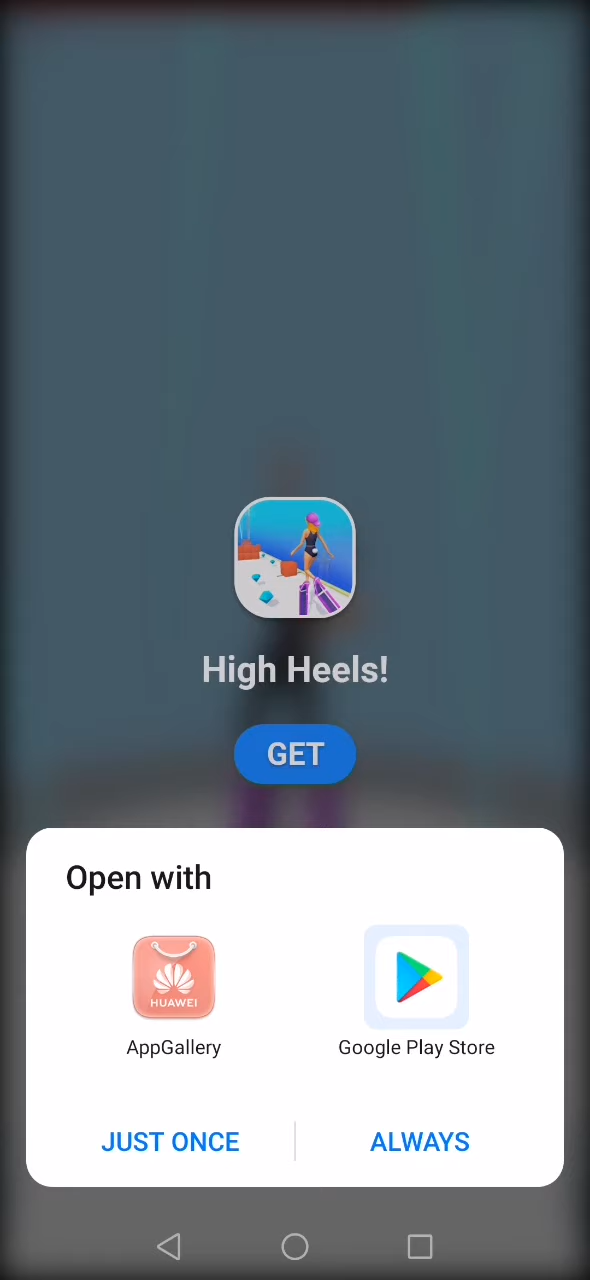 High Heels!
GET
Open with
HUAWEI
AppGallery
Google Play Store
JUST ONCE
ALWAYS